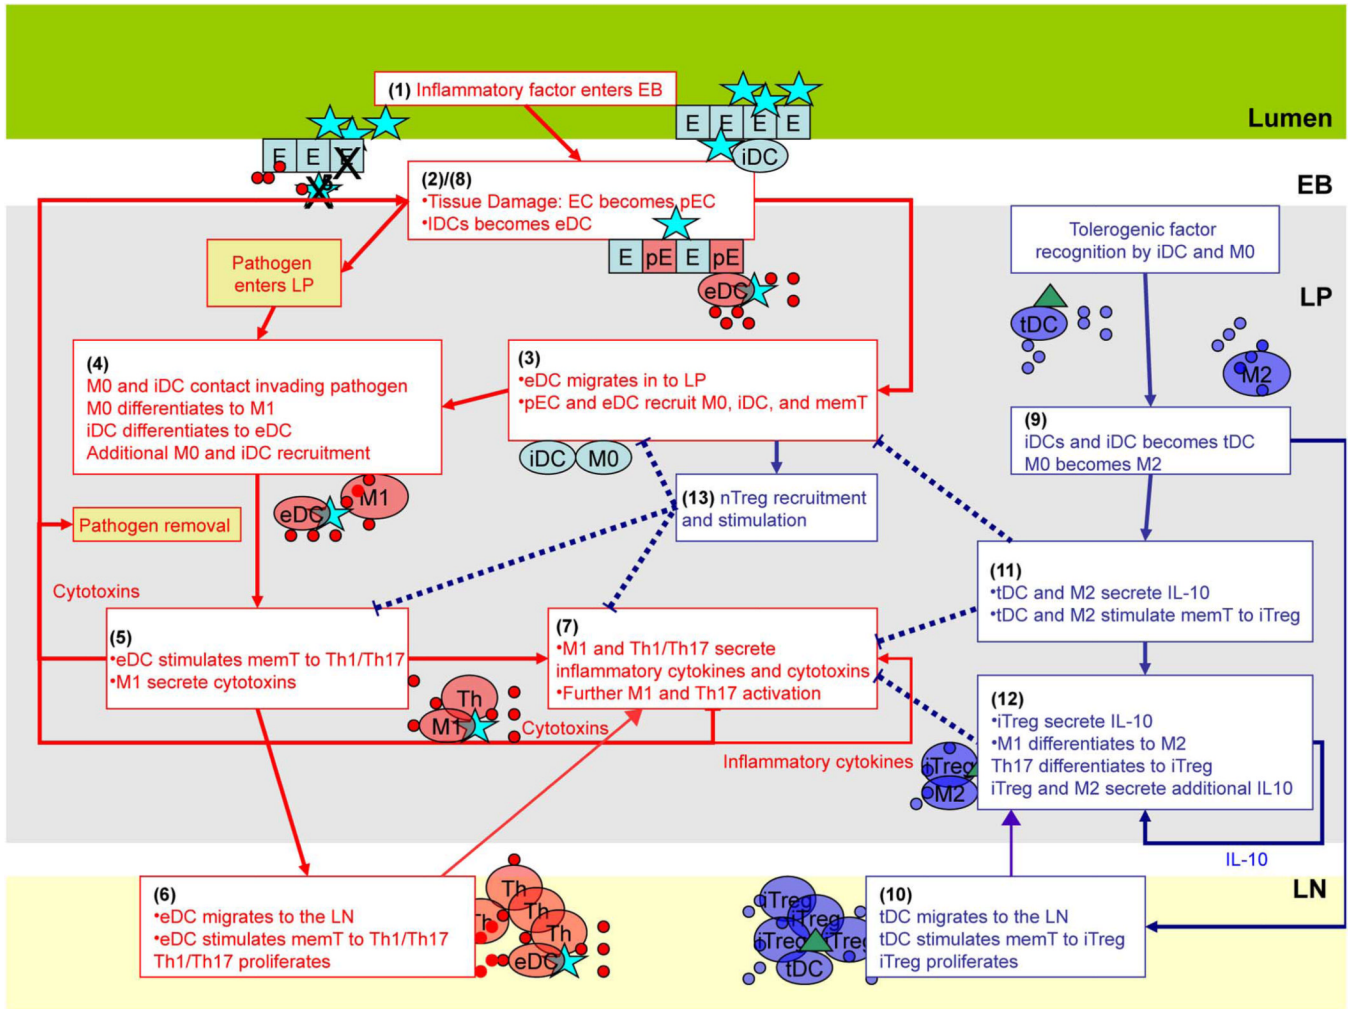 (1) Inflammatory factor enters EB
E E E E
iDC
Lumen
E E E
EB
(2)/(8)
•Tissue Damage: EC becomes pEC
•IDCs becomes eDC
E pE E pE
eDC
Pathogen
enters LP
Tolerogenic factor
recognition by iDC and M0
LP
tDC
M2
(4)
M0 and iDC contact invading pathogen
M0 differentiates to M1
iDC differentiates to eDC
Additional M0 and iDC recruitment
(3)
•eDC migrates in to LP
•pEC and eDC recruit M0, iDC, and memT
iDC M0
(9)
iDCs and iDC becomes tDC
M0 becomes M2
eDC M1
(13) nTreg recruitment
and stimulation
Pathogen removal
Cytotoxins
(11)
•tDC and M2 secrete IL-10
•tDC and M2 stimulate memT to iTreg
(5)
•eDC stimulates memT to Th1/Th17
•M1 secrete cytotoxins
Th
M1
(7)
•M1 and Th1/Th17 secrete
inflammatory cytokines and cytotoxins
•Further M1 and Th17 activation
Cytotoxins
Inflammatory cytokines
(12)
•iTreg secrete IL-10
•M1 differentiates to M2
Th17 differentiates to iTreg
iTreg and M2 secrete additional IL10
iTreg
M2
IL-10
LN
(6)
•eDC migrates to the LN
•eDC stimulates memT to Th1/Th17
Th1/Th17 proliferates
Th
Th
Th
Th
eDC
iTreg
iTreg
iTreg
iTreg
tDC
(10)
tDC migrates to the LN
tDC stimulates memT to iTreg
iTreg proliferates